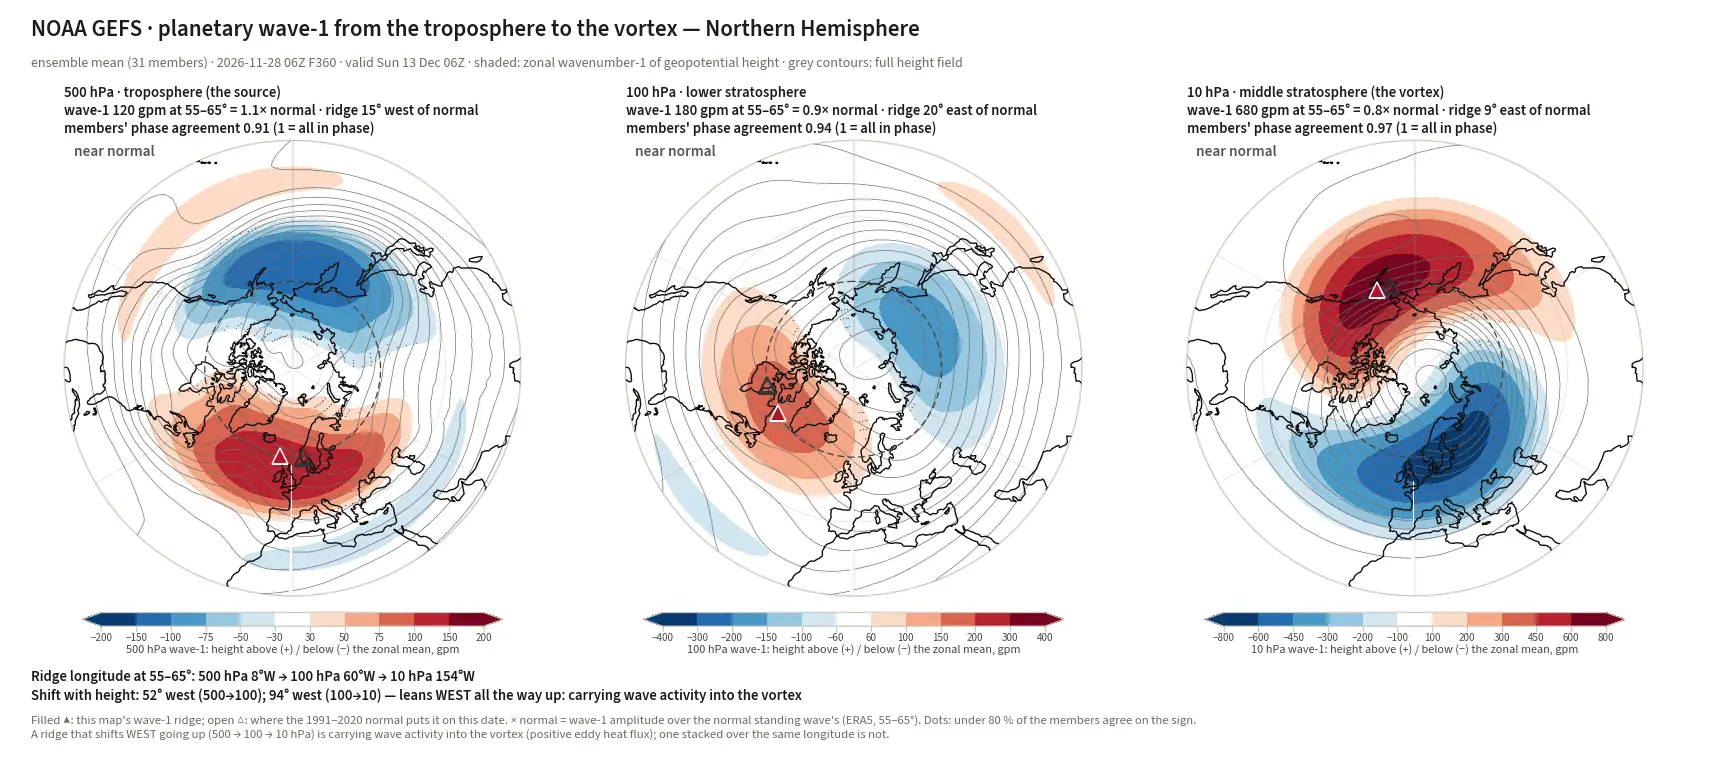 NOAA GEFS · planetary wave-1 from the troposphere to the vortex — Northern Hemisphere
ensemble mean (31 members) · 2026-11-28 06Z F360 · valid Sun 13 Dec 06Z · shaded: zonal wavenumber-1 of geopotential height · grey contours: full height field
500 hPa · troposphere (the source)
wave-1 120 gpm at 55–65° = 1.1× normal · ridge 15° west of normal
members' phase agreement 0.91 (1 = all in phase)
near normal
100 hPa · lower stratosphere
wave-1 180 gpm at 55–65° = 0.9× normal · ridge 20° east of normal
members' phase agreement 0.94 (1 = all in phase)
near normal
10 hPa · middle stratosphere (the vortex)
wave-1 680 gpm at 55–65° = 0.8× normal · ridge 9° east of normal
members' phase agreement 0.97 (1 = all in phase)
near normal
−200 −150 −100 −75 −50 −30 30 50 75 100 150 200
500 hPa wave-1: height above (+) / below (−) the zonal mean, gpm
−400 −300 −200 −150 −100 −60 60 100 150 200 300 400
100 hPa wave-1: height above (+) / below (−) the zonal mean, gpm
−800 −600 −450 −300 −200 −100 100 200 300 450 600 800
10 hPa wave-1: height above (+) / below (−) the zonal mean, gpm
Ridge longitude at 55–65°: 500 hPa 8°W → 100 hPa 60°W → 10 hPa 154°W
Shift with height: 52° west (500→100); 94° west (100→10) — leans WEST all the way up: carrying wave activity into the vortex
Filled ▲: this map's wave-1 ridge; open △: where the 1991–2020 normal puts it on this date. × normal = wave-1 amplitude over the normal standing wave's (ERA5, 55–65°). Dots: under 80 % of the members agree on the sign.
A ridge that shifts WEST going up (500 → 100 → 10 hPa) is carrying wave activity into the vortex (positive eddy heat flux); one stacked over the same longitude is not.